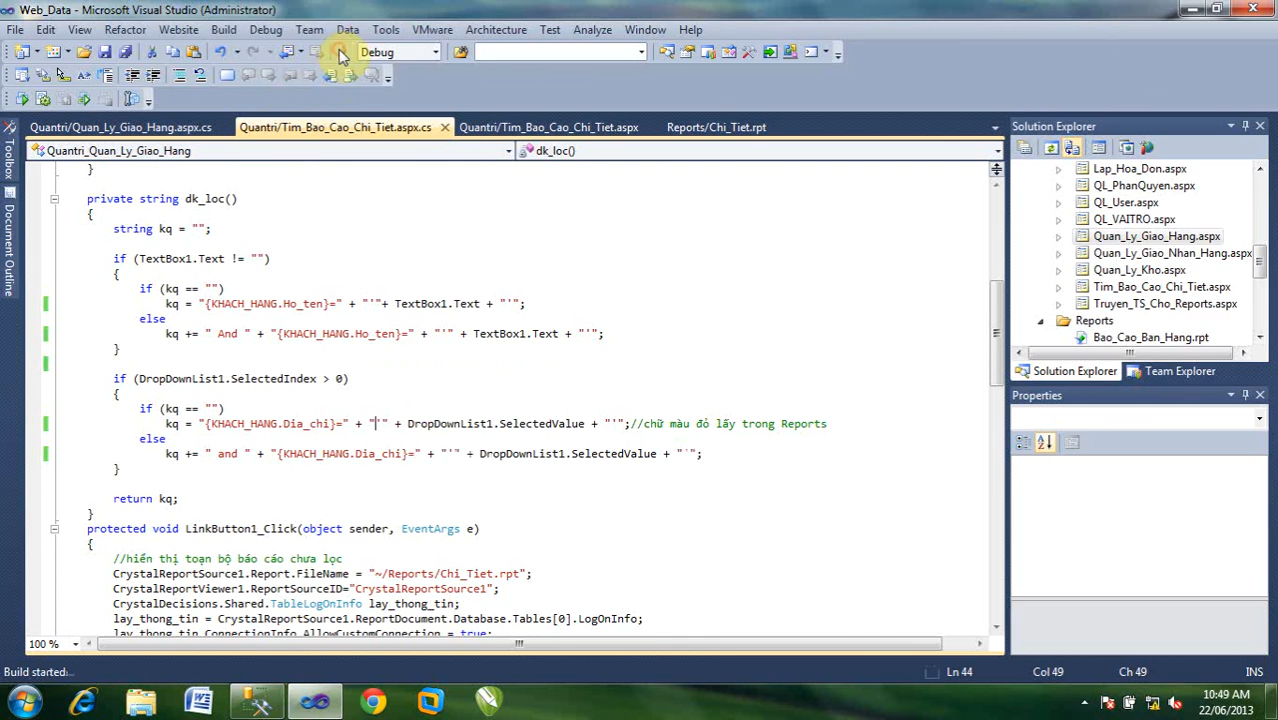 Web_Data - Microsoft Visual Studio (Administrator)
File Edit View Refactor Website Build Debug Team Data Tools VMware Architecture Test Analyze Window Help
Debug
Quantri/Quan_Ly_Giao_Hang.aspx.cs Quantri/Tim_Bao_Cao_Chi_Tiet.aspx.cs Quantri/Tim_Bao_Cao_Chi_Tiet.aspx Reports/Chi_Tiet.rpt
Quantri_Quan_Ly_Giao_Hang dk_loc()
Toolbox
Document Outline
}
private string dk_loc()
{
string kq = "";
if (TextBox1.Text != "")
{
if (kq == "")
kq = "{KHACH_HANG.Ho_ten}=" + "'"+ TextBox1.Text + "'";
else
kq += " And " + "{KHACH_HANG.Ho_ten}=" + "'" + TextBox1.Text + "'";
}
if (DropDownList1.SelectedIndex > 0)
{
if (kq == "")
kq = "{KHACH_HANG.Dia_chi}=" + "'" + DropDownList1.SelectedValue + "'";//chữ màu đỏ lấy trong Reports
else
kq += " and " + "{KHACH_HANG.Dia_chi}=" + "'" + DropDownList1.SelectedValue + "'";
}
return kq;
}
protected void LinkButton1_Click(object sender, EventArgs e)
{
//hiển thị toạn bộ báo cáo chưa lọc
CrystalReportSource1.Report.FileName = "~/Reports/Chi_Tiet.rpt";
CrystalReportViewer1.ReportSourceID="CrystalReportSource1";
CrystalDecisions.Shared.TableLogOnInfo lay_thong_tin;
lay_thong_tin = CrystalReportSource1.ReportDocument.Database.Tables[0].LogOnInfo;
lay_thong_tin.ConnectionInfo.AllowCustomConnection = true;
100 %
Solution Explorer
Lap_Hoa_Don.aspx
QL_PhanQuyen.aspx
QL_User.aspx
QL_VAITRO.aspx
Quan_Ly_Giao_Hang.aspx
Quan_Ly_Giao_Nhan_Hang.aspx
Quan_Ly_Kho.aspx
Tim_Bao_Cao_Chi_Tiet.aspx
Truyen_TS_Cho_Reports.aspx
Reports
Bao_Cao_Ban_Hang.rpt
Solution Explorer Team Explorer
Properties
Build started... Ln 44 Col 49 Ch 49 INS
10:49 AM
22/06/2013